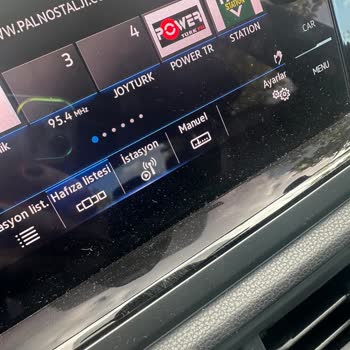 WWW.PALNOSTALJI.
3
4
POWER
TÜRK
POWER TR
STATION
CAR
MENU
95.4 MHz
JOYTURK
Ayarlar
asyon list.
Hafıza listesi
İstasyon
Manuel